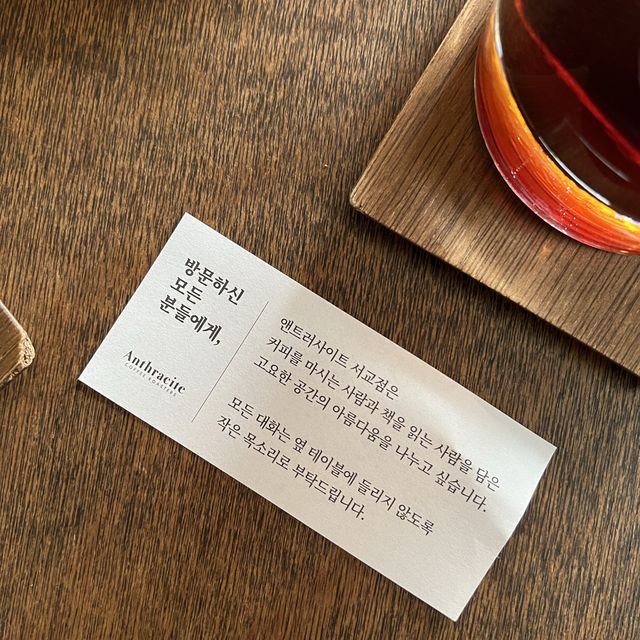 방문하신
모든
분들에게,
Anthracite
COFFEE ROASTERS
앤트러사이트 서교점은
커피를 마시는 사람과 책을 읽는 사람을 담은
고요한 공간의 아름다움을 나누고 싶습니다.
모든 대화는 옆 테이블에 들리지 않도록
작은 목소리로 부탁드립니다.